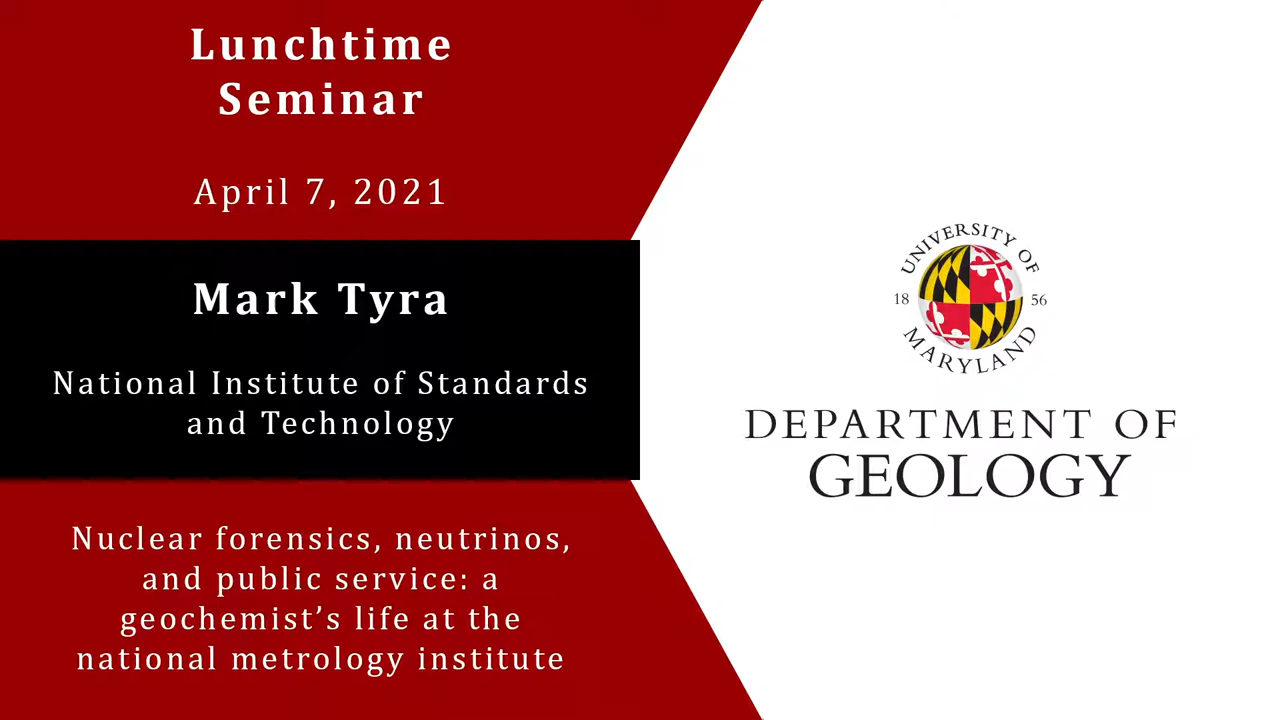 Lunchtime
Seminar
April 7, 2021
Mark Tyra
National Institute of Standards
and Technology
Nuclear forensics, neutrinos,
and public service: a
geochemist’s life at the
national metrology institute
UNIVERSITY OF
18 56
MARYLAND
DEPARTMENT OF
GEOLOGY